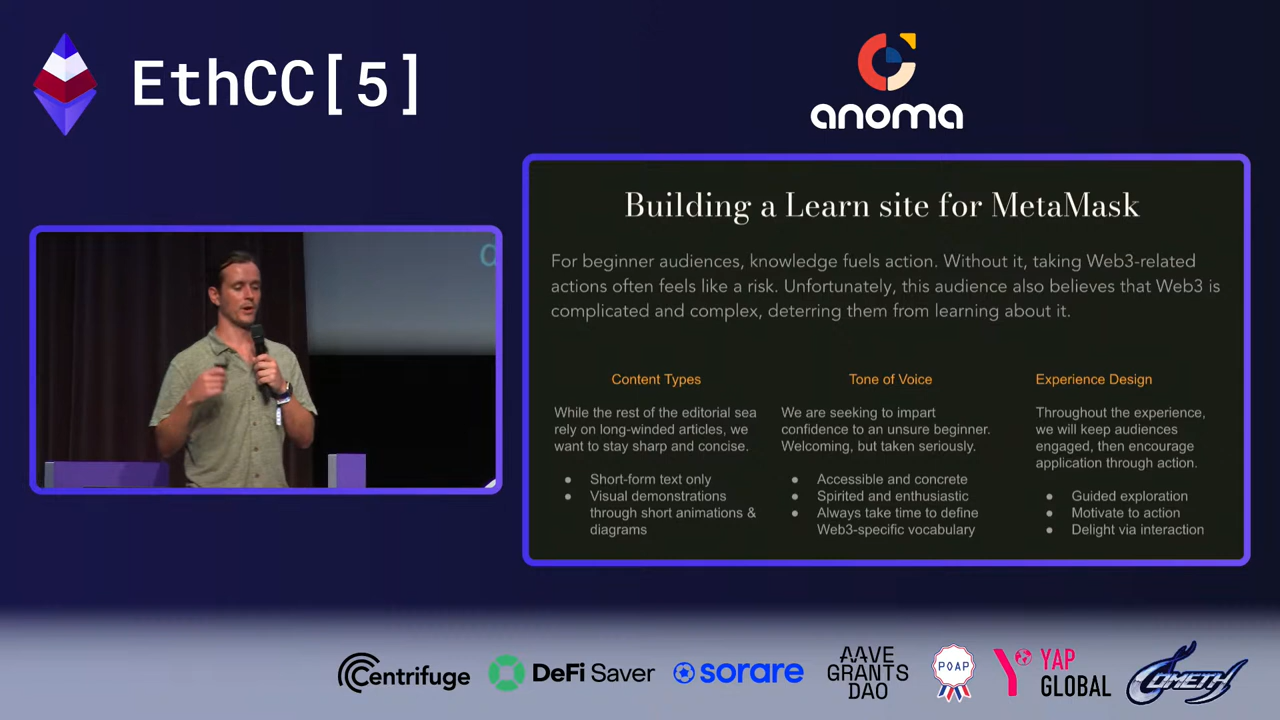 EthCC[5]
anoma
Building a Learn site for MetaMask
For beginner audiences, knowledge fuels action. Without it, taking Web3-related
actions often feels like a risk. Unfortunately, this audience also believes that Web3 is
complicated and complex, deterring them from learning about it.
Content Types
While the rest of the editorial sea
rely on long-winded articles, we
want to stay sharp and concise.
● Short-form text only
● Visual demonstrations
through short animations &
diagrams
Tone of Voice
We are seeking to impart
confidence to an unsure beginner.
Welcoming, but taken seriously.
● Accessible and concrete
● Spirited and enthusiastic
● Always take time to define
Web3-specific vocabulary
Experience Design
Throughout the experience,
we will keep audiences
engaged, then encourage
application through action.
● Guided exploration
● Motivate to action
● Delight via interaction
Centrifuge
DeFi Saver
sorare
AAVE
GRANTS
DAO
POAP
YAP
GLOBAL
COMETH